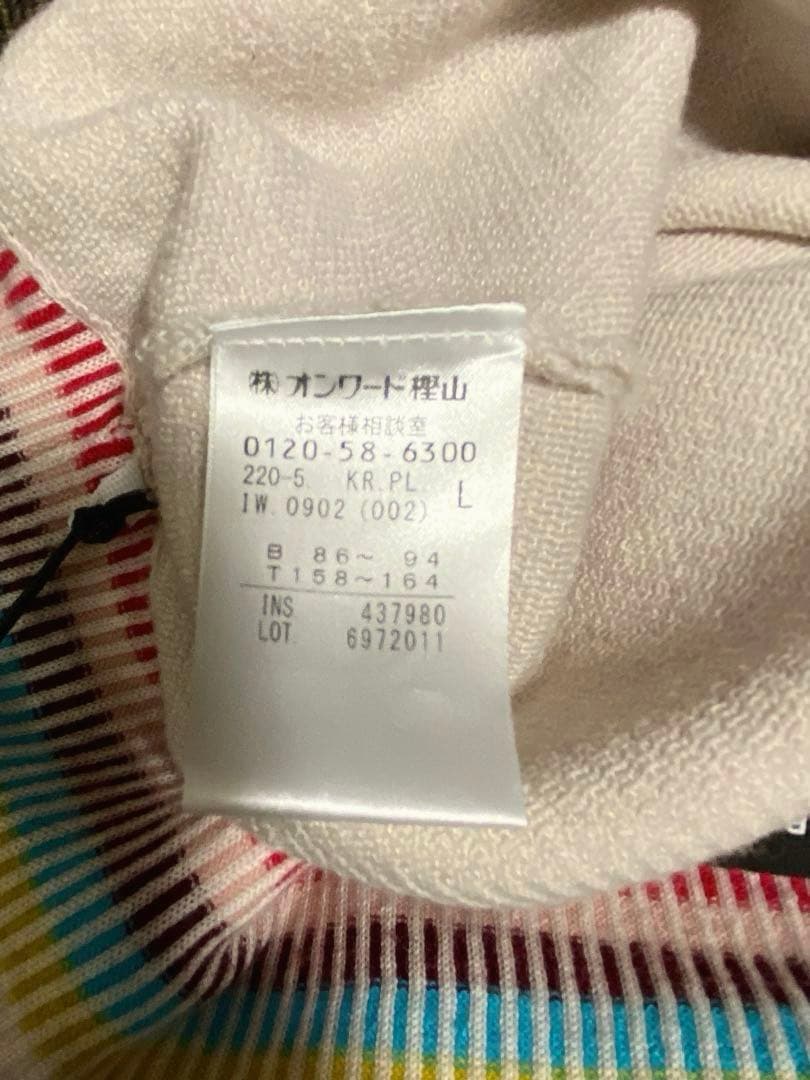 ㈱オンワード樫山
お客様相談室
0120-58-6300
220-5. KR.PL. L
IW.0902 (002)
B 86～ 94
T 158～164
INS 437980
LOT. 6972011